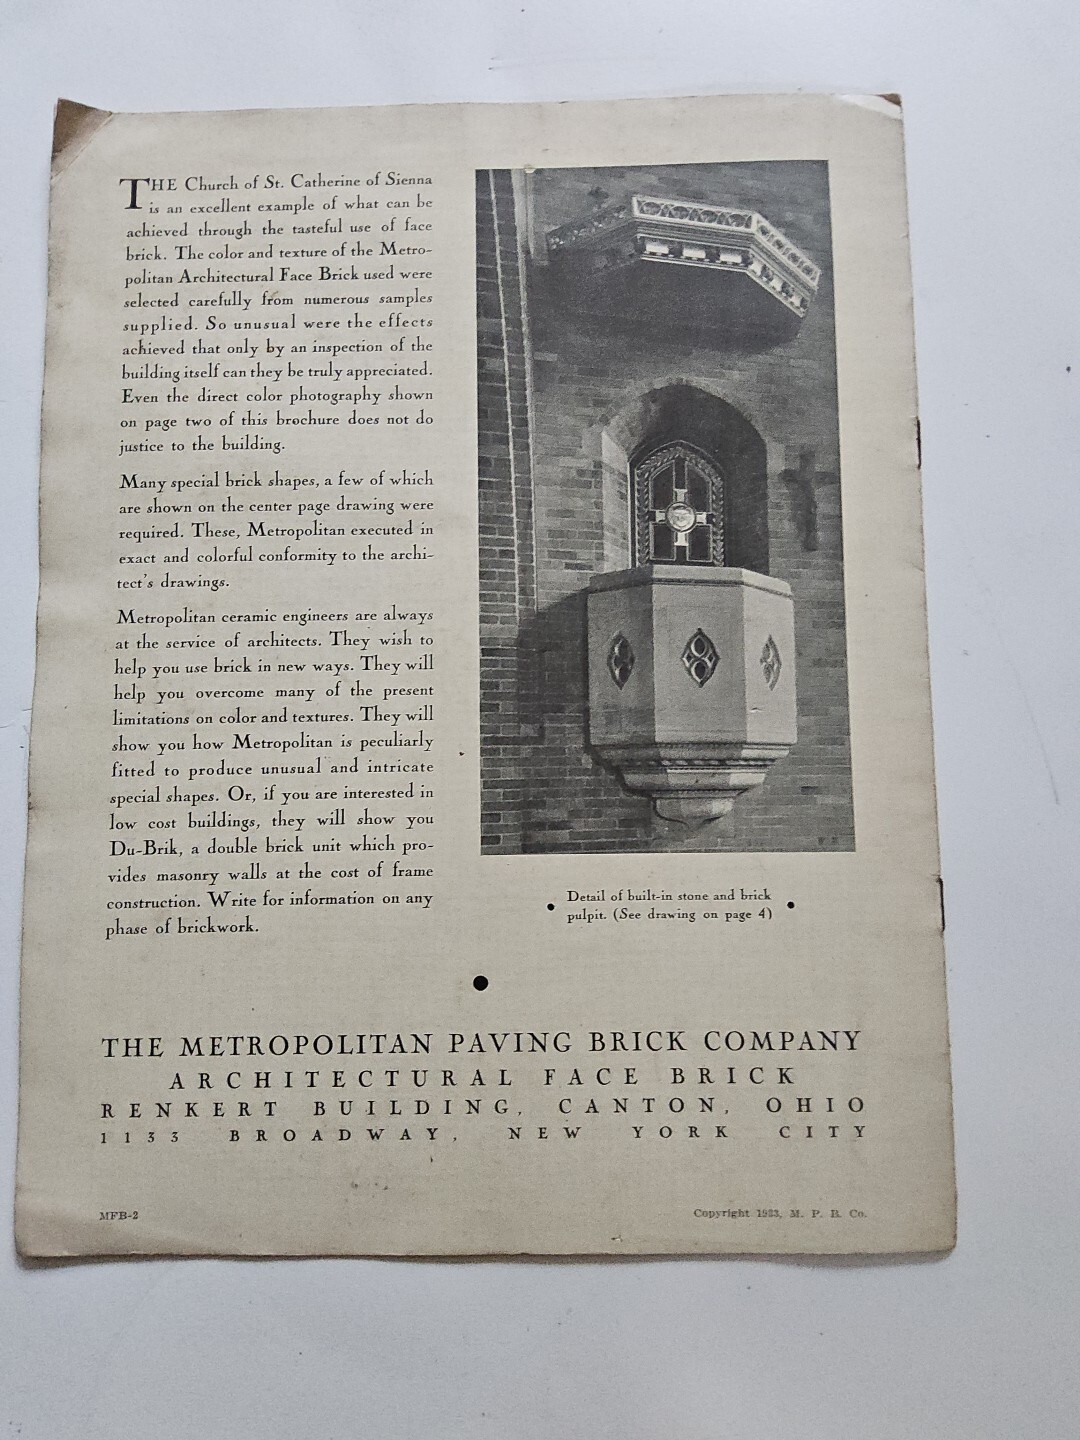 THE Church of St. Catherine of Sienna
is an excellent example of what can be
achieved through the tasteful use of face
brick. The color and texture of the Metro-
politan Architectural Face Brick used were
selected carefully from numerous samples
supplied. So unusual were the effects
achieved that only by an inspection of the
building itself can they be truly appreciated.
Even the direct color photography shown
on page two of this brochure does not do
justice to the building.
Many special brick shapes, a few of which
are shown on the center page drawing were
required. These, Metropolitan executed in
exact and colorful conformity to the archi-
tect's drawings.
Metropolitan ceramic engineers are always
at the service of architects. They wish to
help you use brick in new ways. They will
help you overcome many of the present
limitations on color and textures. They will
show you how Metropolitan is peculiarly
fitted to produce unusual and intricate
special shapes. Or, if you are interested in
low cost buildings, they will show you
Du-Brik, a double brick unit which pro-
vides masonry walls at the cost of frame
construction. Write for information on any
phase of brickwork.
Detail of built-in stone and brick
pulpit. (See drawing on page 4)
THE METROPOLITAN PAVING BRICK COMPANY
ARCHITECTURAL FACE BRICK
RENKERT BUILDING, CANTON, OHIO
1133 BROADWAY, NEW YORK CITY
MFB-2
Copyright 1933, M. P. B. Co.